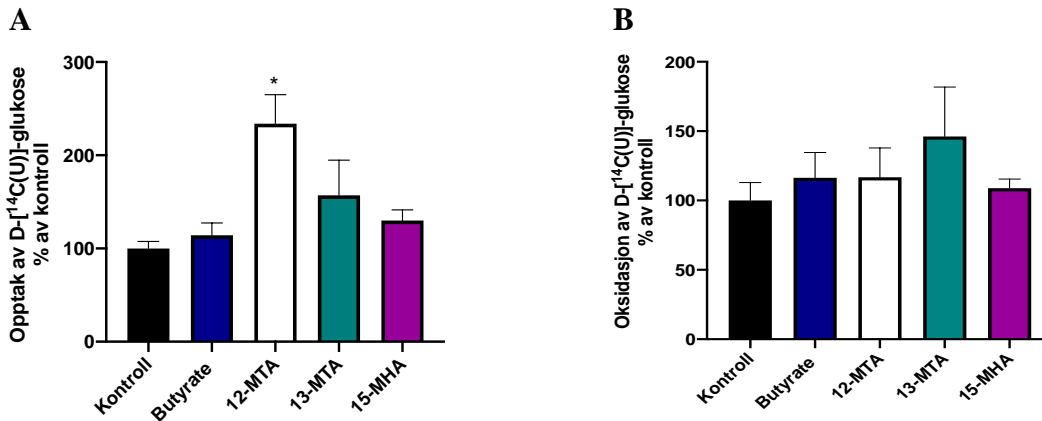 A
Opptak av D-[¹⁴C(U)]-glukose
% av kontroll
300
200
100
0
*
Kontroll
Butyrate
12-MTA
13-MTA
15-MHA
B
Oksidasjon av D-[¹⁴C(U)]-glukose
% av kontroll
200
150
100
50
0
Kontroll
Butyrate
12-MTA
13-MTA
15-MHA